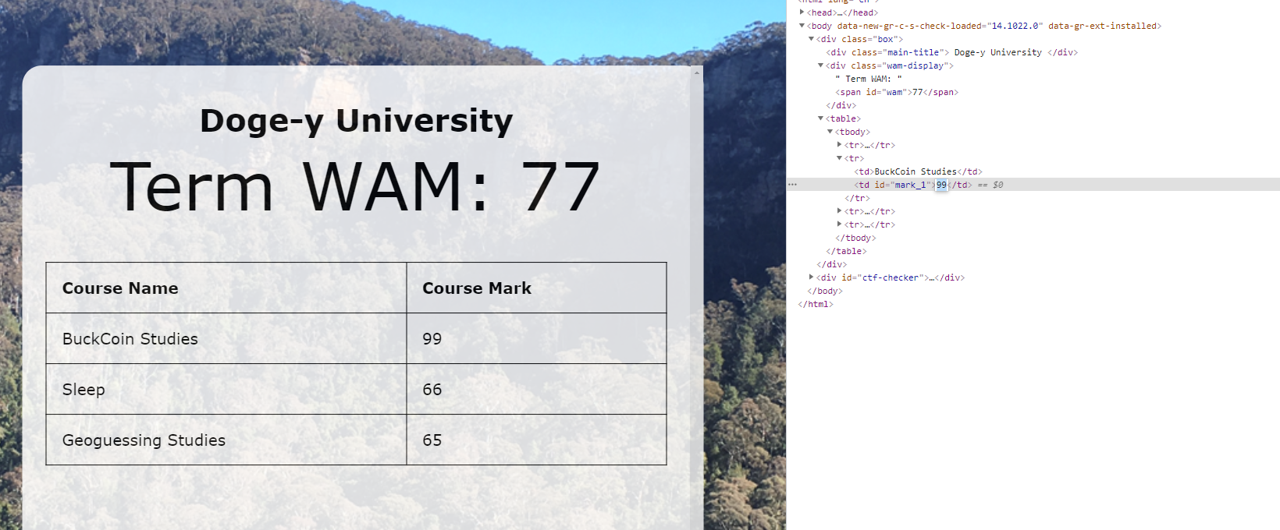 Doge-y University
Term WAM: 77
Course Name Course Mark
BuckCoin Studies 99
Sleep 66
Geoguessing Studies 65
<head>…</head>
<body data-new-gr-c-s-check-loaded="14.1022.0" data-gr-ext-installed>
<div class="box">
<div class="main-title"> Doge-y University </div>
<div class="wam-display">
" Term WAM: "
<span id="wam">77</span>
</div>
<table>
<tbody>
<tr>…</tr>
<tr>
<td>BuckCoin Studies</td>
<td id="mark_1">99</td> == $0
</tr>
<tr>…</tr>
<tr>…</tr>
</tbody>
</table>
</div>
<div id="ctf-checker">…</div>
</body>
</html>